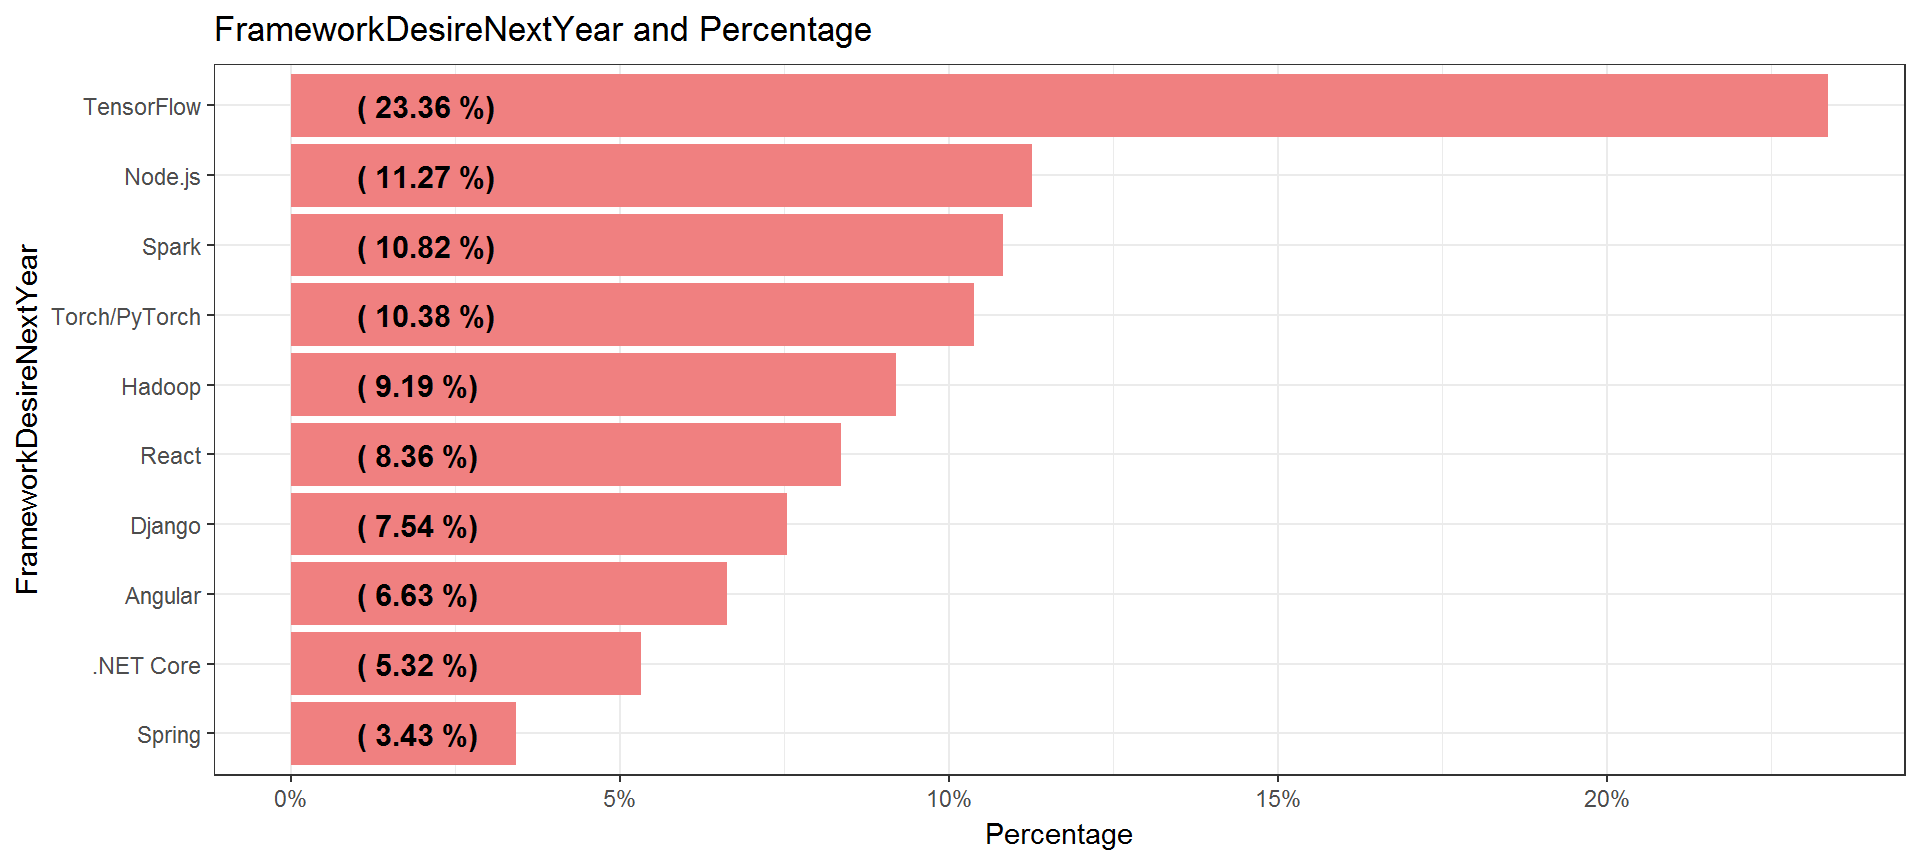 FrameworkDesireNextYear and Percentage
FrameworkDesireNextYear
TensorFlow ( 23.36 %)
Node.js ( 11.27 %)
Spark ( 10.82 %)
Torch/PyTorch ( 10.38 %)
Hadoop ( 9.19 %)
React ( 8.36 %)
Django ( 7.54 %)
Angular ( 6.63 %)
.NET Core ( 5.32 %)
Spring ( 3.43 %)
0% 5% 10% 15% 20%
Percentage